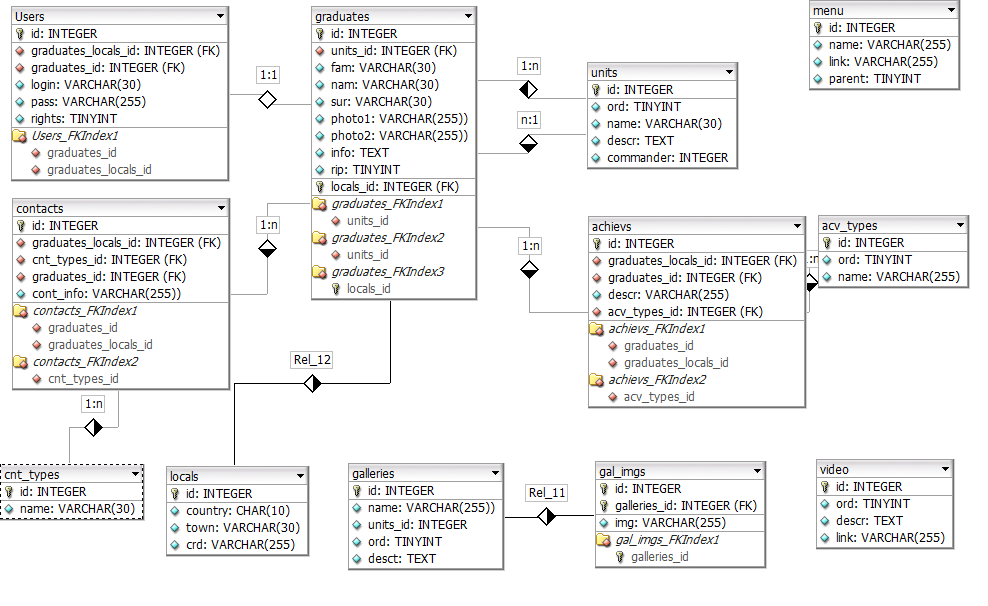 Users
id: INTEGER
graduates_locals_id: INTEGER (FK)
graduates_id: INTEGER (FK)
login: VARCHAR(30)
pass: VARCHAR(255)
rights: TINYINT
Users_FKIndex1
graduates_id
graduates_locals_id
1:1
graduates
id: INTEGER
units_id: INTEGER (FK)
fam: VARCHAR(30)
nam: VARCHAR(30)
sur: VARCHAR(30)
photo1: VARCHAR(255))
photo2: VARCHAR(255))
info: TEXT
rip: TINYINT
locals_id: INTEGER (FK)
graduates_FKIndex1
units_id
graduates_FKIndex2
units_id
graduates_FKIndex3
locals_id
1:n
n:1
units
id: INTEGER
ord: TINYINT
name: VARCHAR(30)
descr: TEXT
commander: INTEGER
menu
id: INTEGER
name: VARCHAR(255)
link: VARCHAR(255)
parent: TINYINT
contacts
id: INTEGER
graduates_locals_id: INTEGER (FK)
cnt_types_id: INTEGER (FK)
graduates_id: INTEGER (FK)
cont_info: VARCHAR(255))
contacts_FKIndex1
graduates_id
graduates_locals_id
contacts_FKIndex2
cnt_types_id
1:n
1:n
achievs
id: INTEGER
graduates_locals_id: INTEGER (FK)
graduates_id: INTEGER (FK)
descr: VARCHAR(255)
acv_types_id: INTEGER (FK)
achievs_FKIndex1
graduates_id
graduates_locals_id
achievs_FKIndex2
acv_types_id
:n
acv_types
id: INTEGER
ord: TINYINT
name: VARCHAR(255)
Rel_12
1:n
cnt_types
id: INTEGER
name: VARCHAR(30)
locals
id: INTEGER
country: CHAR(10)
town: VARCHAR(30)
crd: VARCHAR(255)
galleries
id: INTEGER
name: VARCHAR(255))
units_id: INTEGER
ord: TINYINT
desct: TEXT
Rel_11
gal_imgs
id: INTEGER
galleries_id: INTEGER (FK)
img: VARCHAR(255)
gal_imgs_FKIndex1
galleries_id
video
id: INTEGER
ord: TINYINT
descr: TEXT
link: VARCHAR(255)